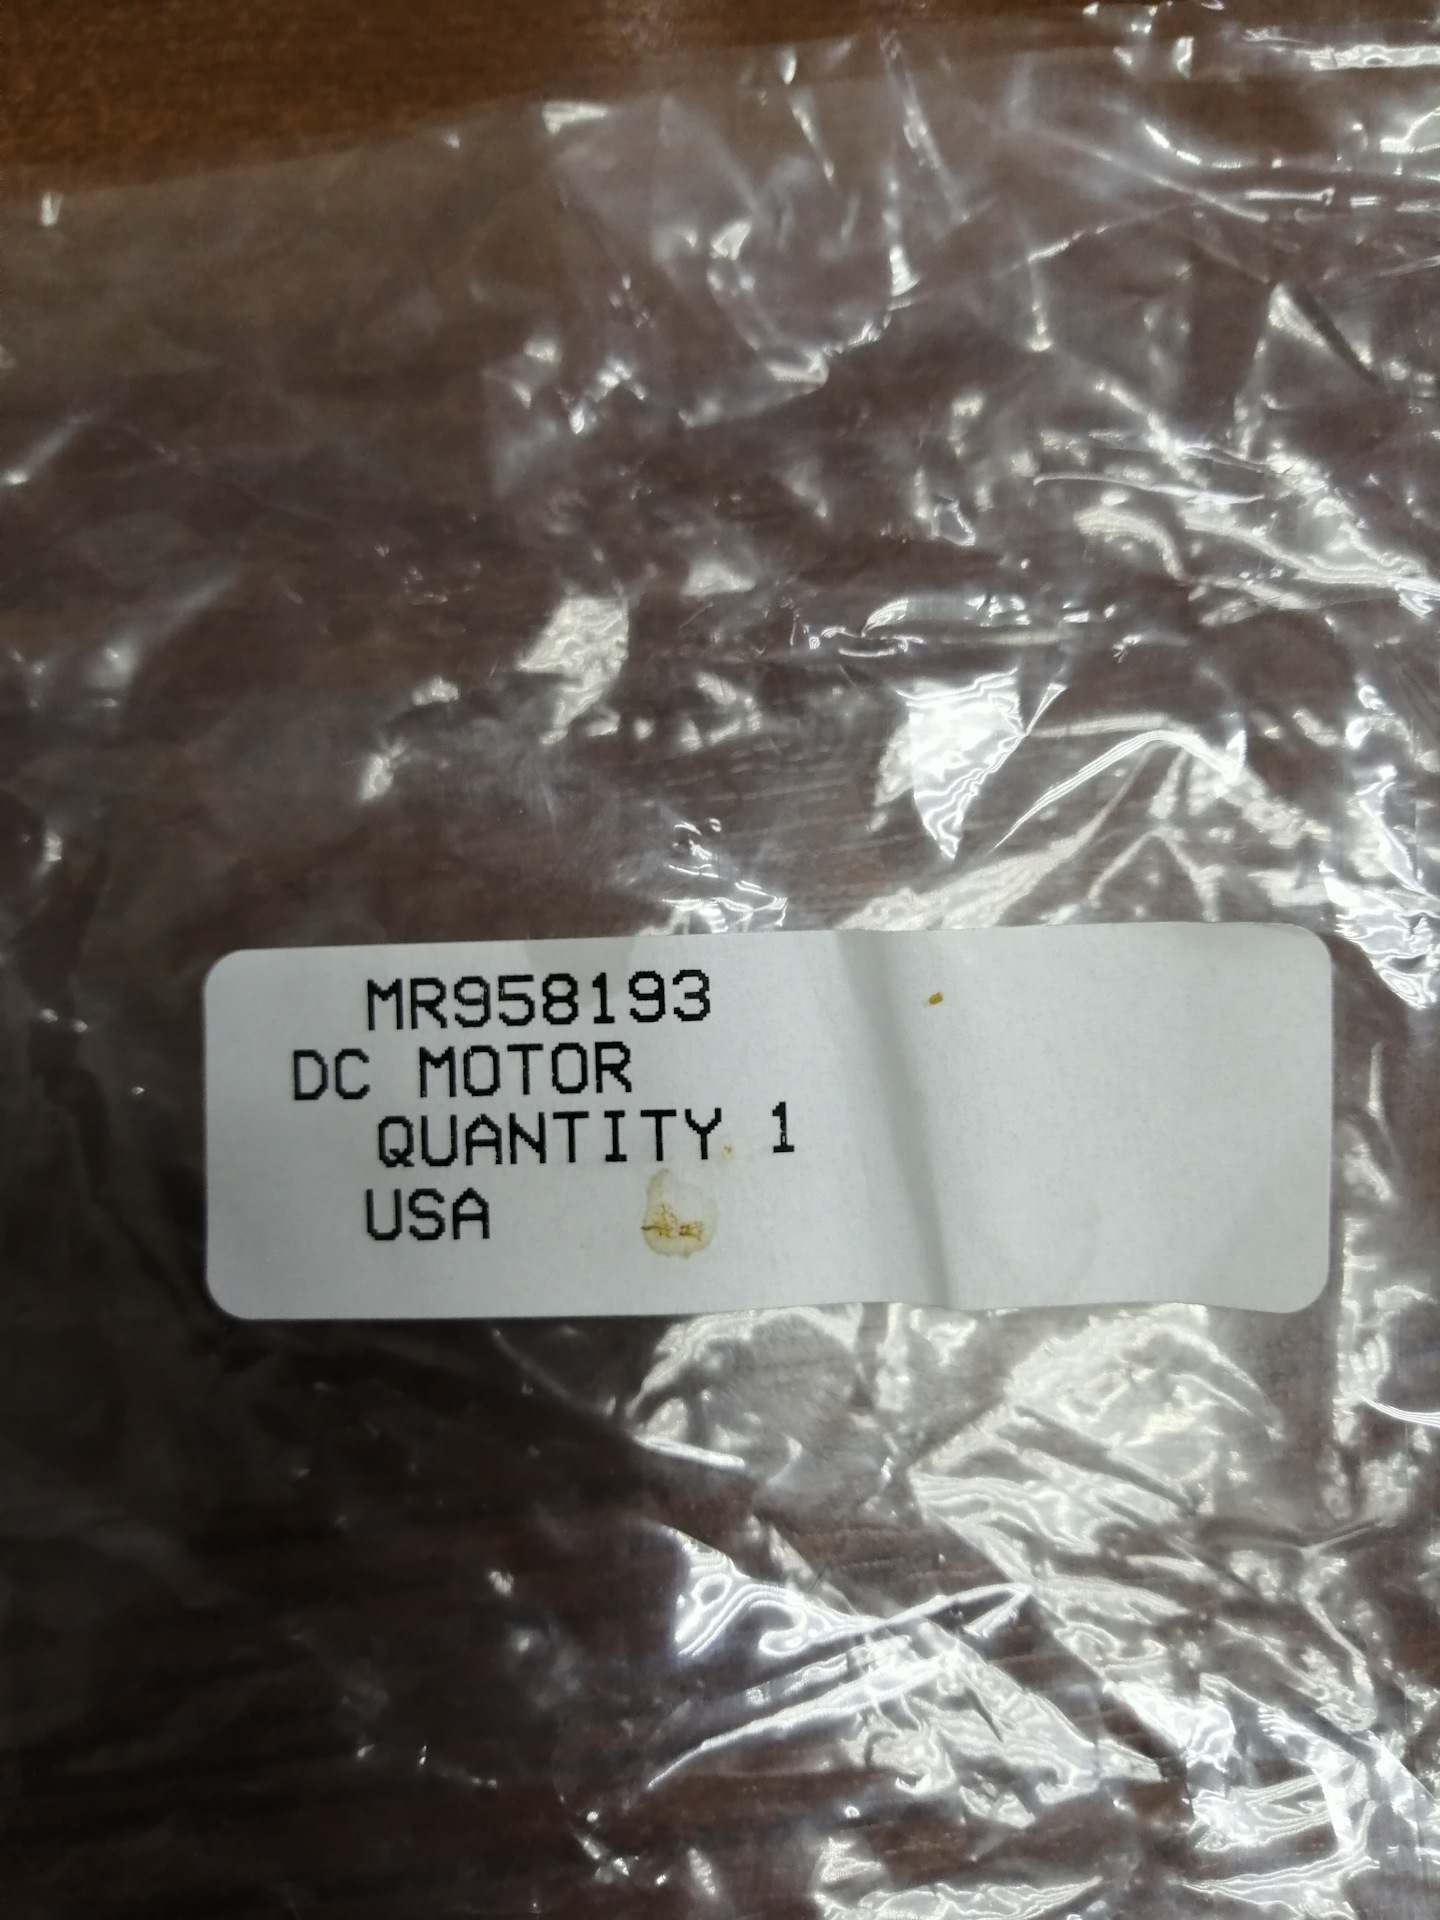 MR958193
DC MOTOR
QUANTITY 1
USA